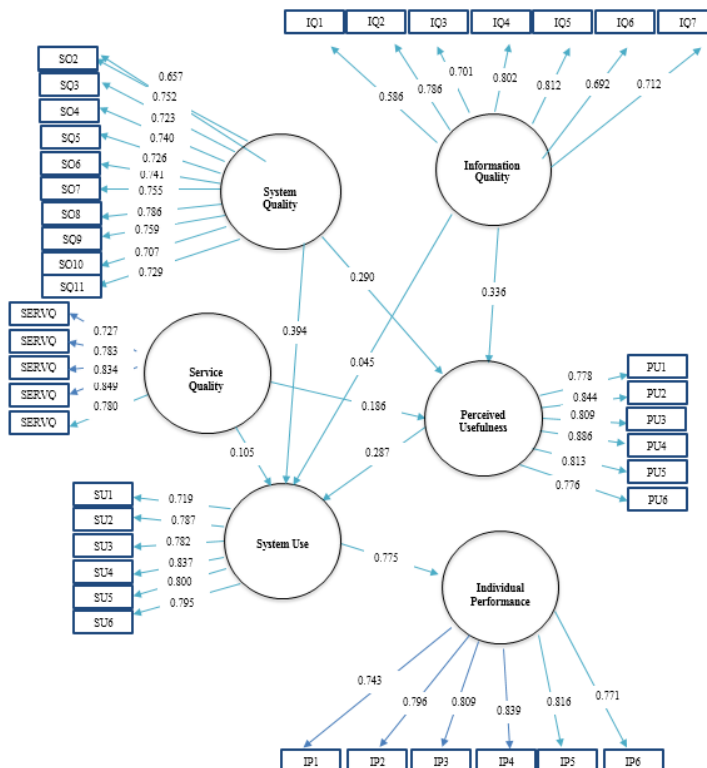 IQ1 IQ2 IQ3 IQ4 IQ5 IQ6 IQ7
0.586 0.786 0.701 0.802 0.812 0.692 0.712
SO2
SQ3
SO4
SQ5
SO6
SO7
SO8
SQ9
SO10
SQ11
0.657
0.752
0.723
0.740
0.726
0.741
0.755
0.786
0.759
0.707
0.729
System
Quality
Information
Quality
0.290
0.336
0.394
0.045
SERVQ
SERVQ
SERVQ
SERVQ
SERVQ
0.727
0.783
0.834
0.849
0.780
Service
Quality
0.186
0.105
0.287
Perceived
Usefulness
0.778
0.844
0.809
0.886
0.813
0.776
PU1
PU2
PU3
PU4
PU5
PU6
SU1
SU2
SU3
SU4
SU5
SU6
0.719
0.787
0.782
0.837
0.800
0.795
System Use
0.775
Individual
Performance
0.743 0.796 0.809 0.839 0.816 0.771
IP1 IP2 IP3 IP4 IP5 IP6